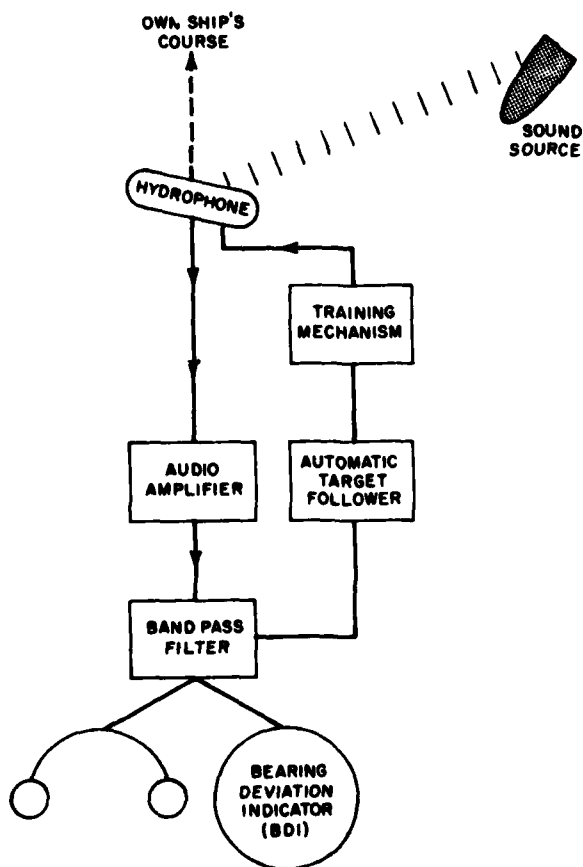 OWN SHIP'S
COURSE
SOUND
SOURCE
HYDROPHONE
TRAINING
MECHANISM
AUDIO
AMPLIFIER
AUTOMATIC
TARGET
FOLLOWER
BAND PASS
FILTER
BEARING
DEVIATION
INDICATOR
(BDI)